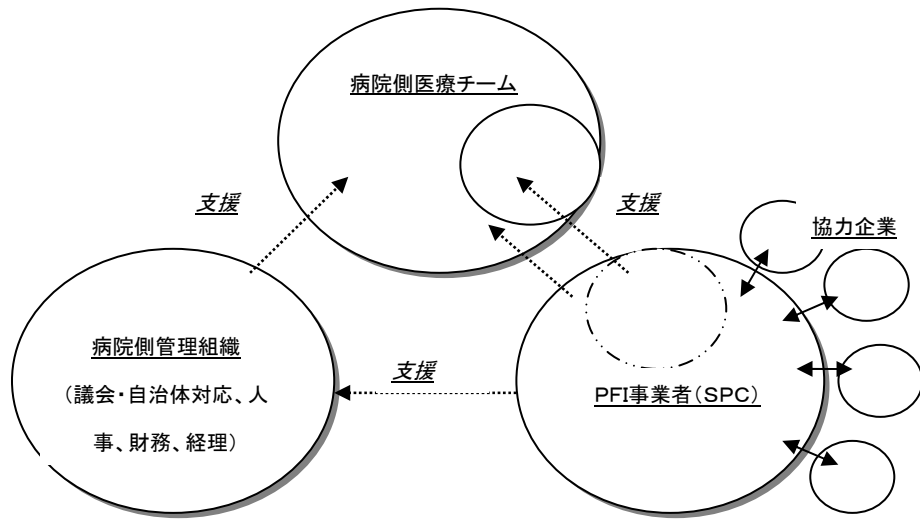 病院側医療チーム
支援
支援
協力企業
病院側管理組織
(議会・自治体対応、人
事、財務、経理)
支援
PFI事業者(SPC)